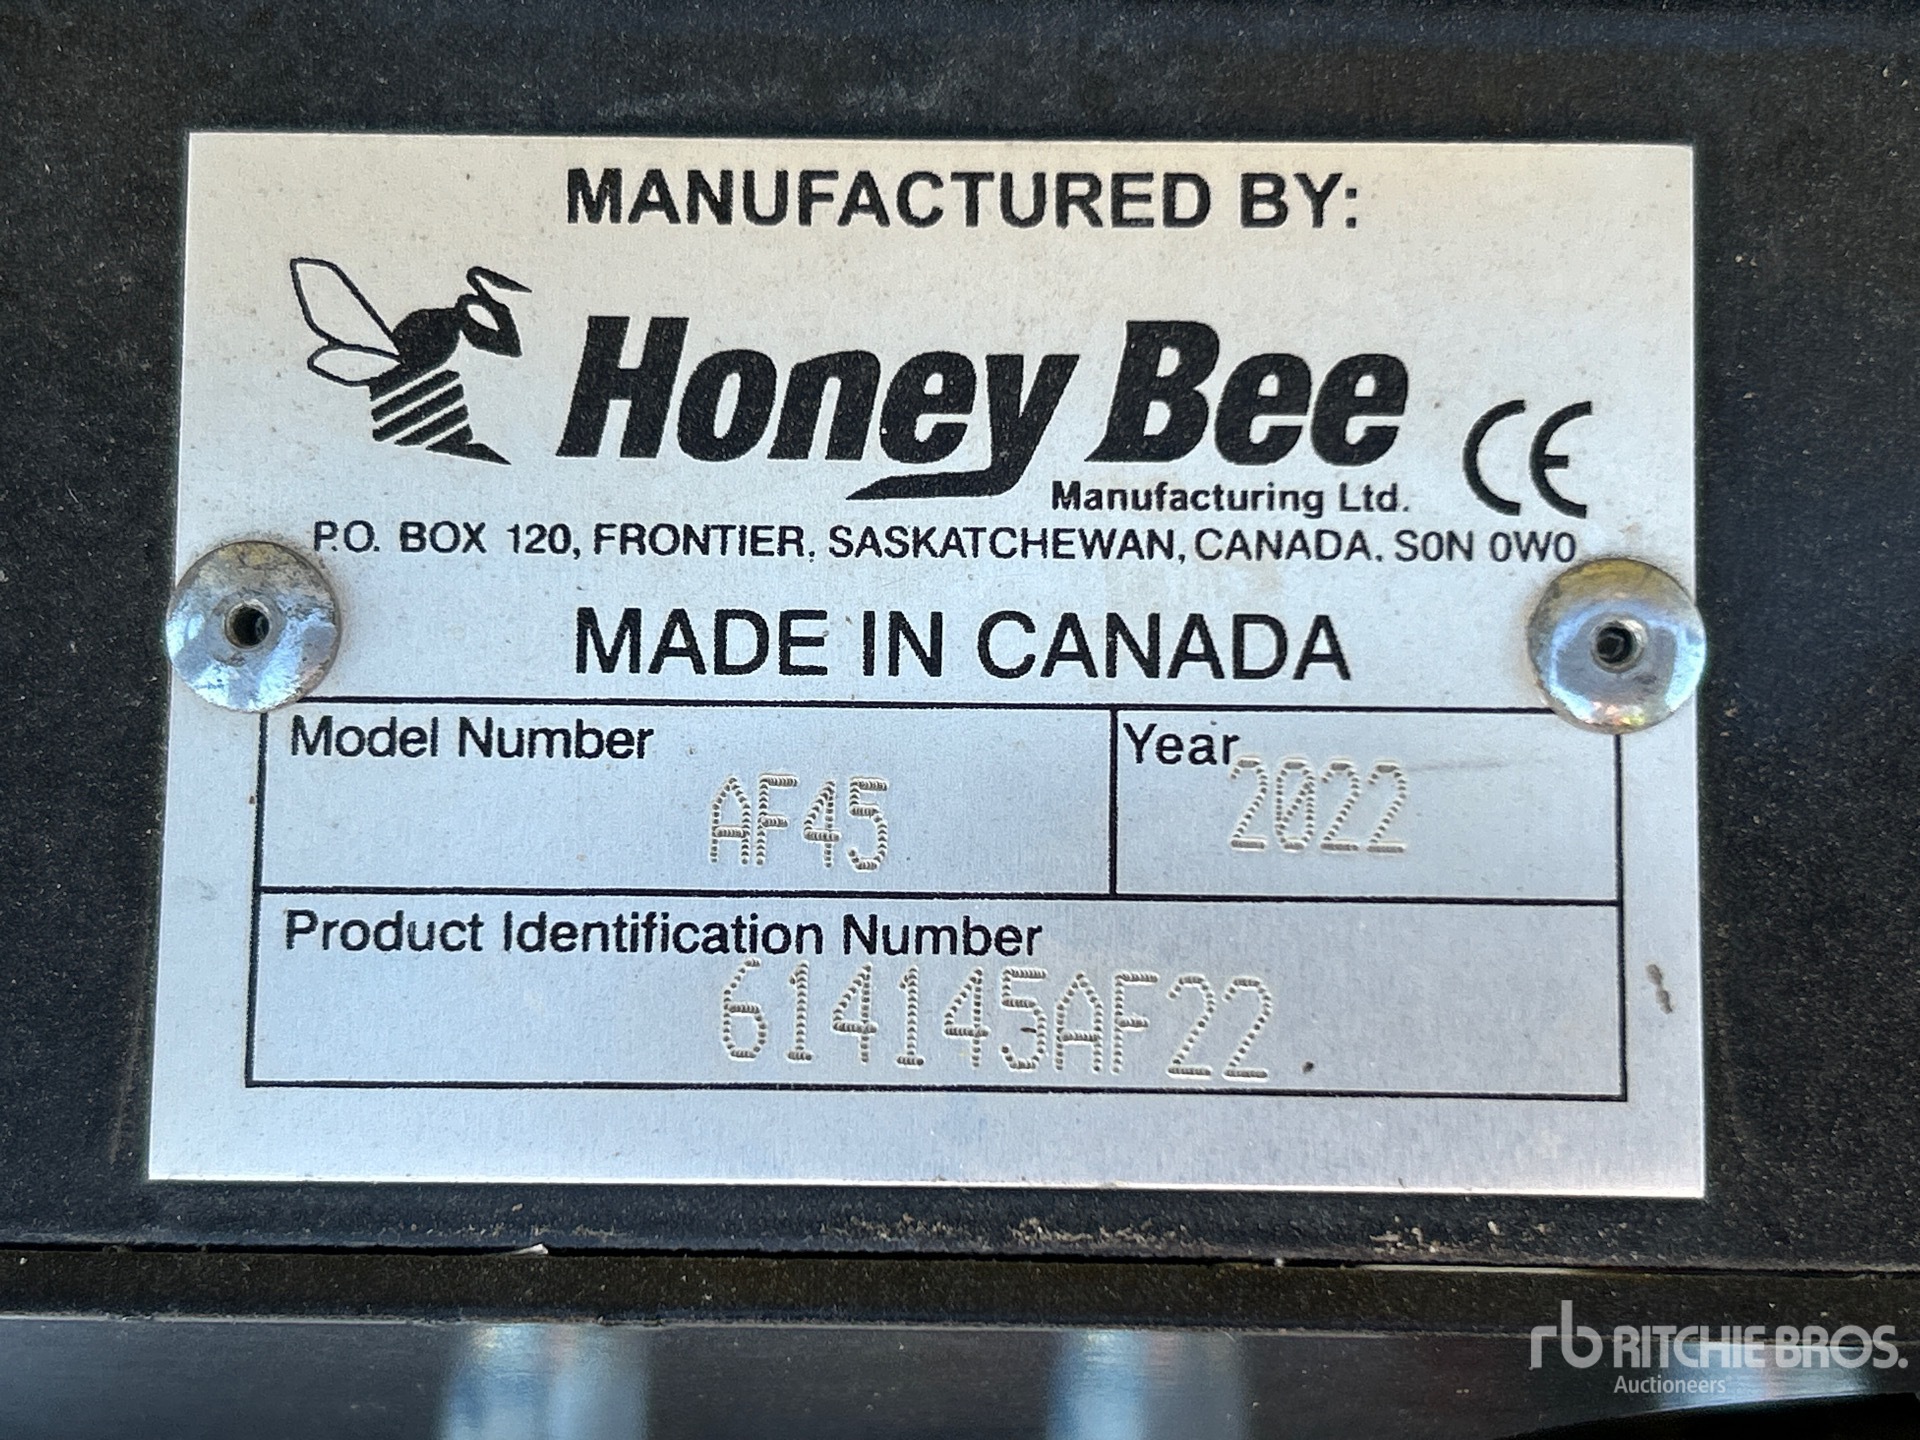 MANUFACTURED BY:
Honey Bee
CE
Manufacturing Ltd.
P.O. BOX 120, FRONTIER, SASKATCHEWAN, CANADA, S0N 0W0
MADE IN CANADA
Model Number
AF45
Year
2022
Product Identification Number
614145AF22
rb RITCHIE BROS.
Auctioneers